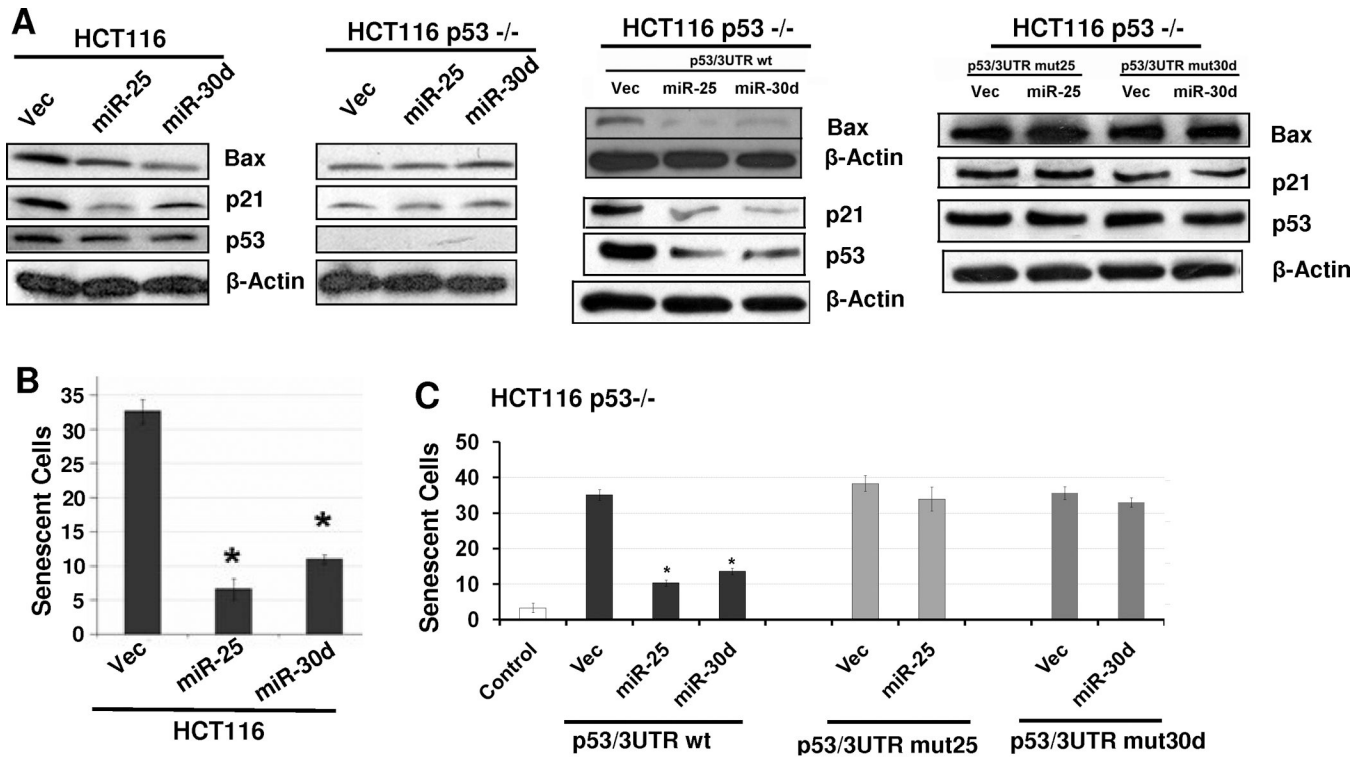 A
HCT116
Vec miR-25 miR-30d
Bax
p21
p53
β-Actin
HCT116 p53 -/-
Vec miR-25 miR-30d
HCT116 p53 -/-
p53/3UTR wt
Vec miR-25 miR-30d
Bax
β-Actin
p21
p53
β-Actin
HCT116 p53 -/-
p53/3UTR mut25 p53/3UTR mut30d
Vec miR-25 Vec miR-30d
Bax
p21
p53
β-Actin
B
Senescent Cells
35
30
25
20
15
10
5
0
* *
Vec miR-25 miR-30d
HCT116
C
HCT116 p53-/-
Senescent Cells
50
40
30
20
10
0
* *
Control Vec miR-25 miR-30d Vec miR-25 Vec miR-30d
p53/3UTR wt p53/3UTR mut25 p53/3UTR mut30d